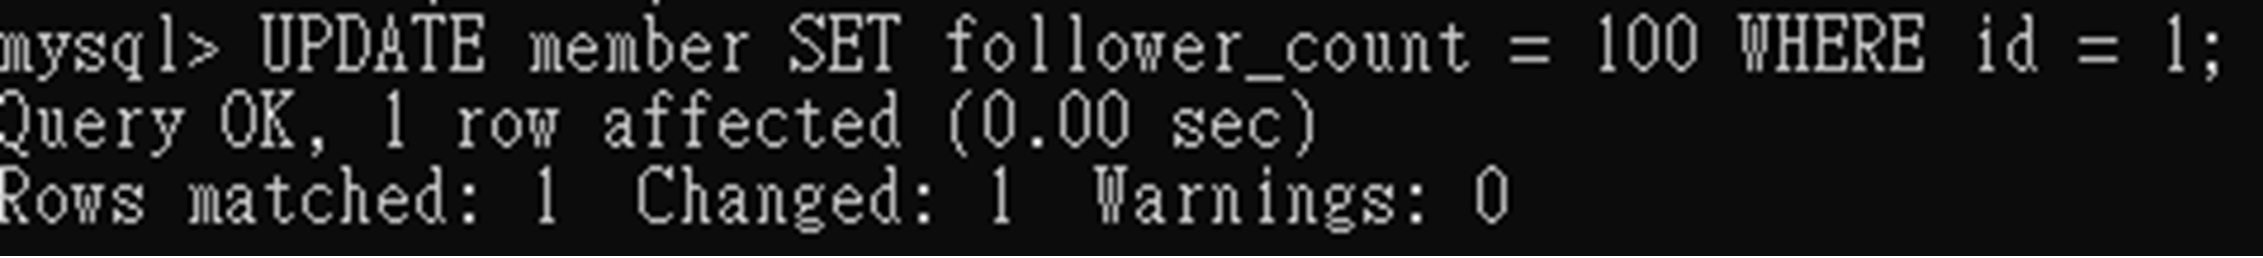 mysql> UPDATE member SET follower_count = 100 WHERE id = 1;
Query OK, 1 row affected (0.00 sec)
Rows matched: 1  Changed: 1  Warnings: 0